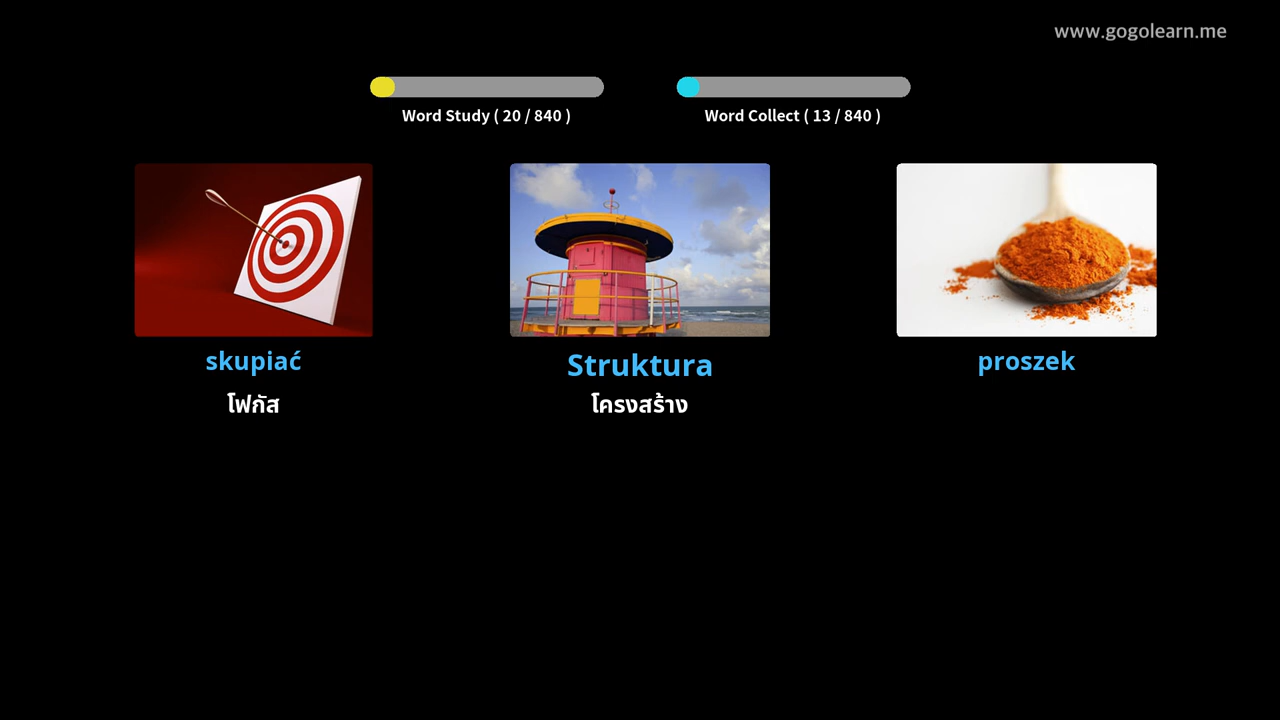 www.gogolearn.me
Word Study ( 20 / 840 )
Word Collect ( 13 / 840 )
skupiać
Struktura
proszek
โฟกัส
โครงสร้าง